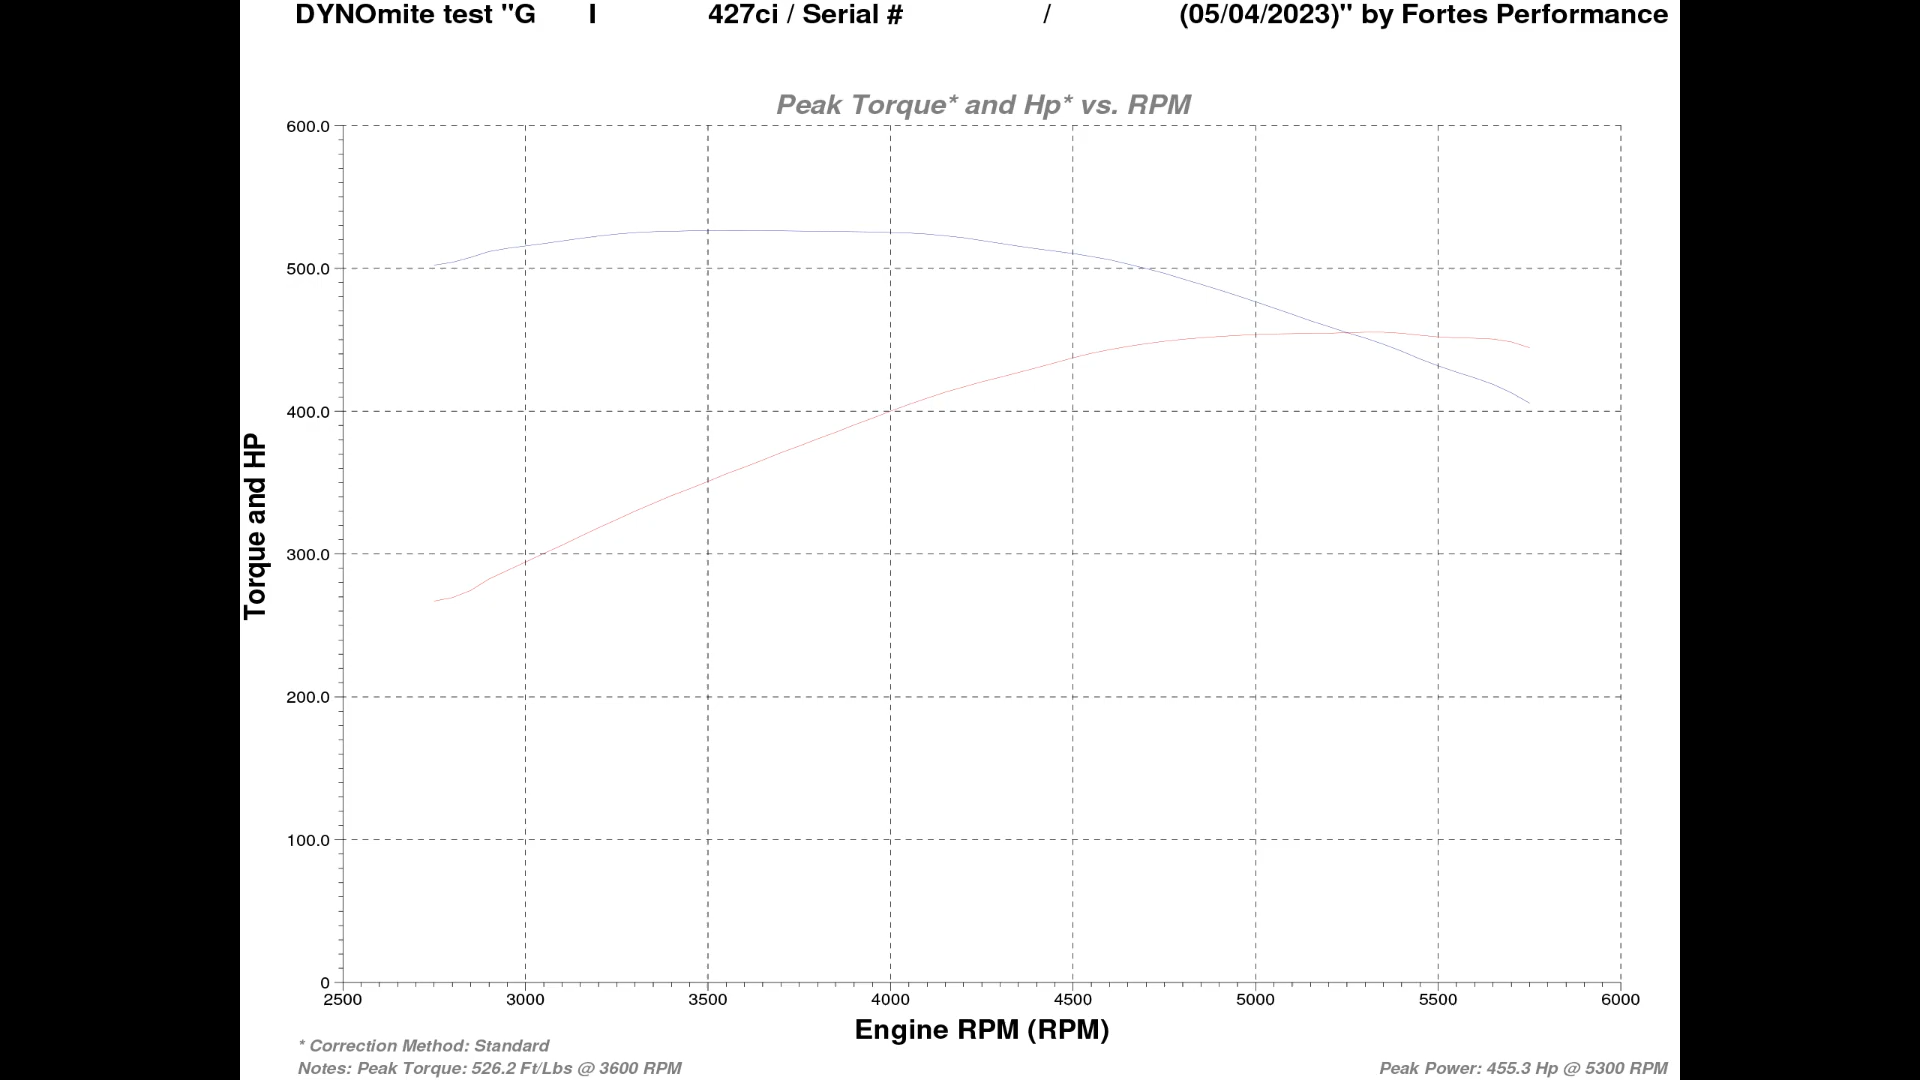 DYNOmite test "G I 427ci / Serial # / (05/04/2023)" by Fortes Performance
Peak Torque* and Hp* vs. RPM
600.0
500.0
400.0
300.0
200.0
100.0
0
Torque and HP
2500 3000 3500 4000 4500 5000 5500 6000
Engine RPM (RPM)
* Correction Method: Standard
Notes: Peak Torque: 526.2 Ft/Lbs @ 3600 RPM
Peak Power: 455.3 Hp @ 5300 RPM